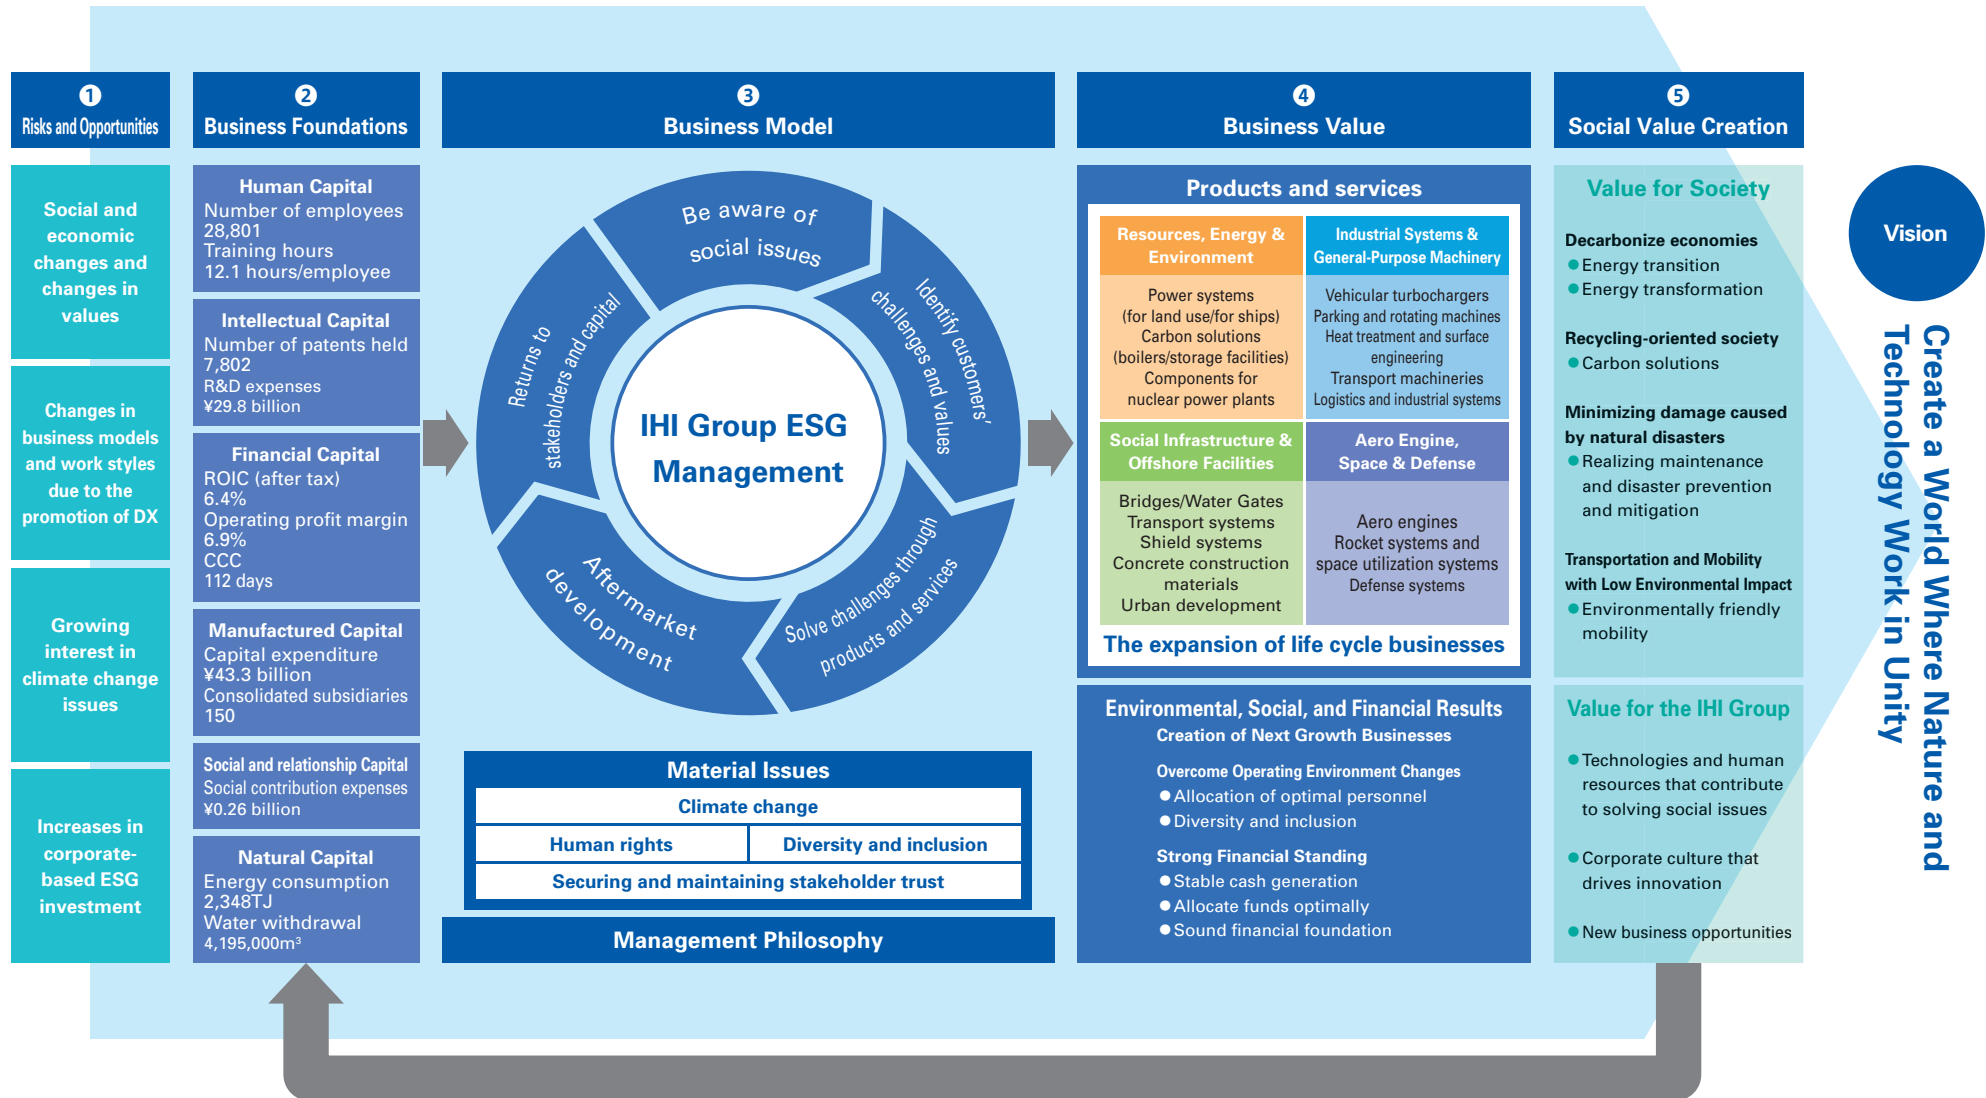 1
Risks and Opportunities
Social and
economic
changes and
changes in
values
Changes in
business models
and work styles
due to the
promotion of DX
Growing
interest in
climate change
issues
Increases in
corporate-
based ESG
investment
2
Business Foundations
Human Capital
Number of employees
28,801
Training hours
12.1 hours/employee
Intellectual Capital
Number of patents held
7,802
R&D expenses
¥29.8 billion
Financial Capital
ROIC (after tax)
6.4%
Operating profit margin
6.9%
CCC
112 days
Manufactured Capital
Capital expenditure
¥43.3 billion
Consolidated subsidiaries
150
Social and relationship Capital
Social contribution expenses
¥0.26 billion
Natural Capital
Energy consumption
2,348TJ
Water withdrawal
4,195,000m³
3
Business Model
Be aware of
social issues
Identify customers'
challenges and values
Solve challenges through
products and services
Aftermarket
development
Returns to
stakeholders and capital
IHI Group ESG
Management
Material Issues
Climate change
Human rights
Diversity and inclusion
Securing and maintaining stakeholder trust
Management Philosophy
4
Business Value
Products and services
Resources, Energy &
Environment
Power systems
(for land use/for ships)
Carbon solutions
(boilers/storage facilities)
Components for
nuclear power plants
Industrial Systems &
General-Purpose Machinery
Vehicular turbochargers
Parking and rotating machines
Heat treatment and surface
engineering
Transport machineries
Logistics and industrial systems
Social Infrastructure &
Offshore Facilities
Bridges/Water Gates
Transport systems
Shield systems
Concrete construction
materials
Urban development
Aero Engine,
Space & Defense
Aero engines
Rocket systems and
space utilization systems
Defense systems
The expansion of life cycle businesses
Environmental, Social, and Financial Results
Creation of Next Growth Businesses
Overcome Operating Environment Changes
● Allocation of optimal personnel
● Diversity and inclusion
Strong Financial Standing
● Stable cash generation
● Allocate funds optimally
● Sound financial foundation
5
Social Value Creation
Value for Society
Decarbonize economies
● Energy transition
● Energy transformation
Recycling-oriented society
● Carbon solutions
Minimizing damage caused
by natural disasters
● Realizing maintenance
and disaster prevention
and mitigation
Transportation and Mobility
with Low Environmental Impact
● Environmentally friendly
mobility
Value for the IHI Group
● Technologies and human
resources that contribute
to solving social issues
● Corporate culture that
drives innovation
● New business opportunities
Vision
Create a World Where Nature and
Technology Work in Unity